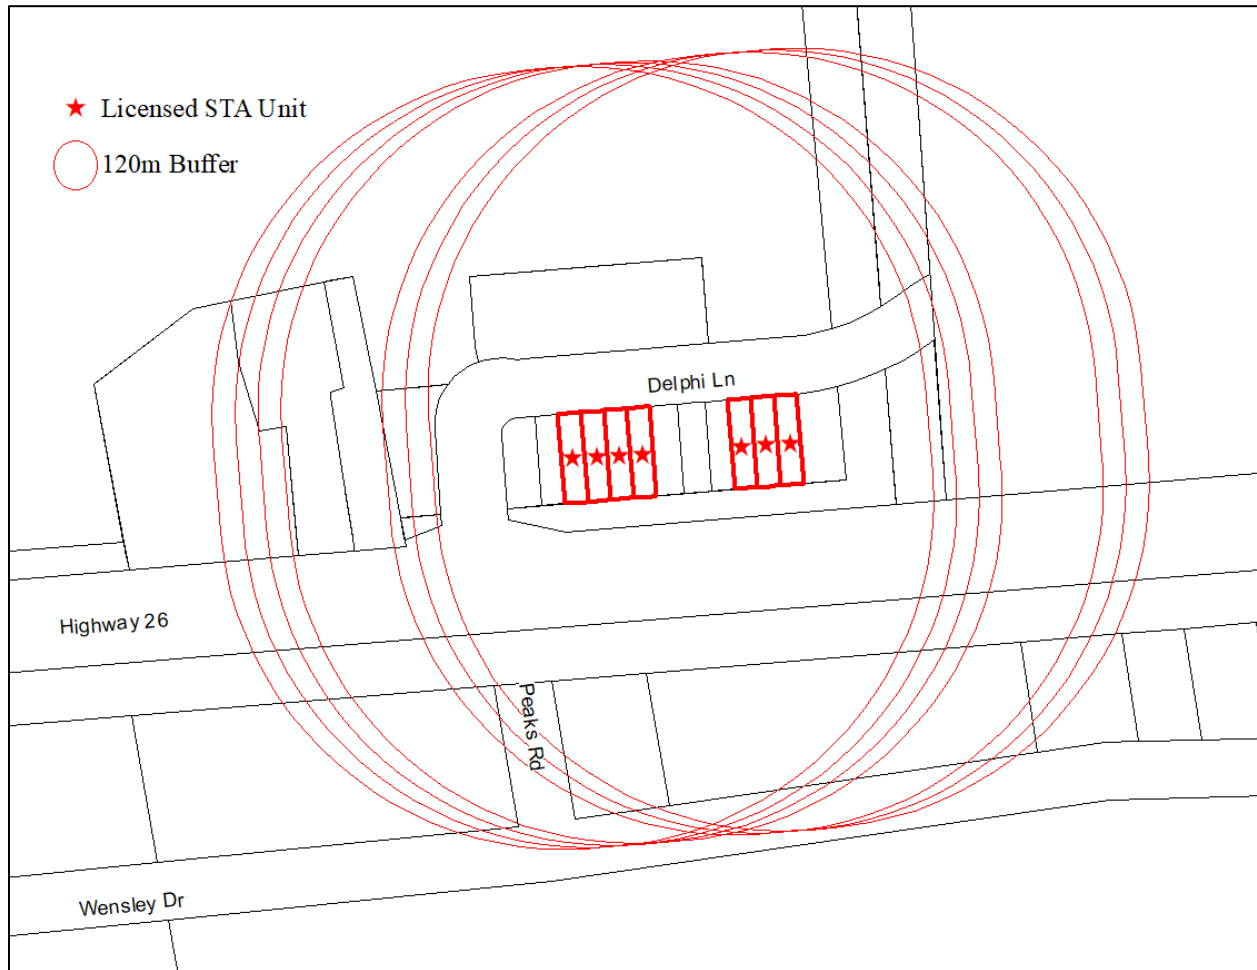 Licensed STA Unit
120m Buffer
Delphi Ln
Highway 26
Peaks Rd
Wensley Dr